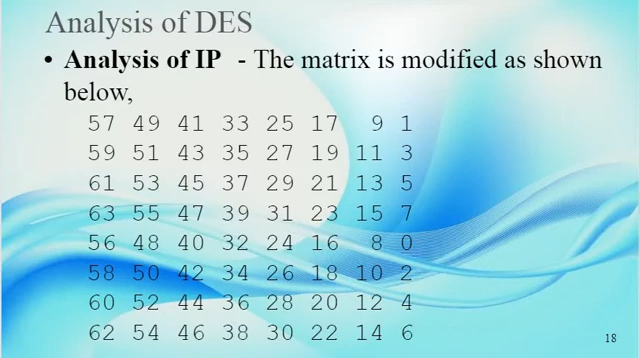 Analysis of DES
• Analysis of IP - The matrix is modified as shown
below,
57 49 41 33 25 17 9 1
59 51 43 35 27 19 11 3
61 53 45 37 29 21 13 5
63 55 47 39 31 23 15 7
56 48 40 32 24 16 8 0
58 50 42 34 26 18 10 2
60 52 44 36 28 20 12 4
62 54 46 38 30 22 14 6
18